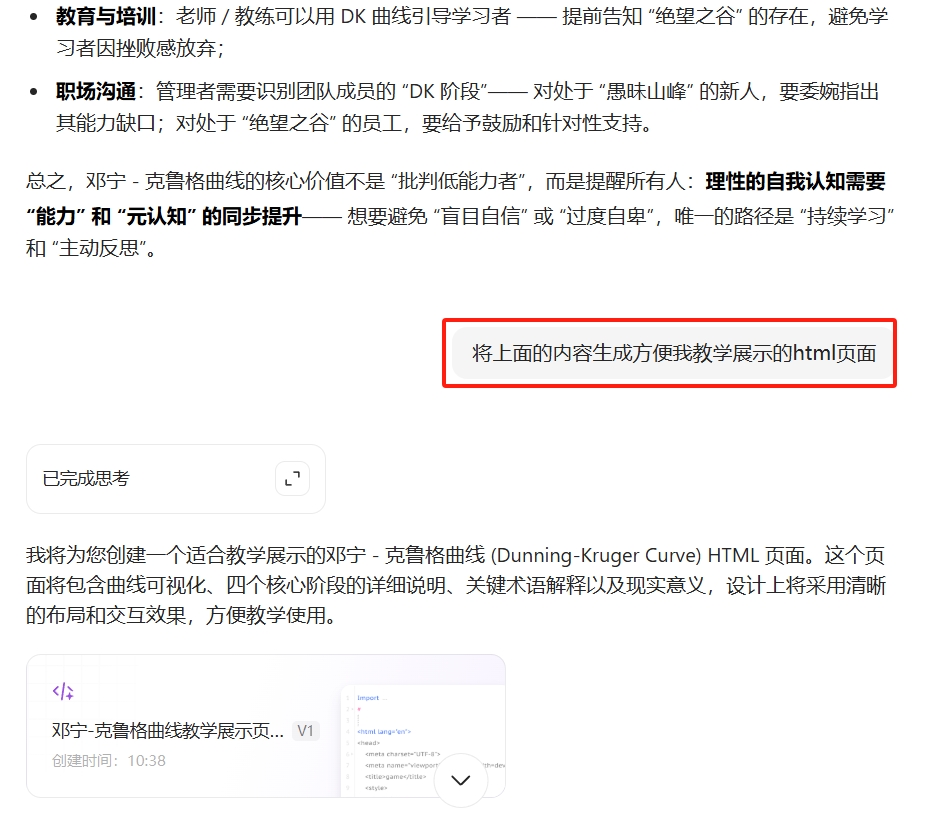 • 教育与培训：老师 / 教练可以用 DK 曲线引导学习者 —— 提前告知 “绝望之谷” 的存在，避免学
习者因挫败感放弃；
• 职场沟通：管理者需要识别团队成员的 “DK 阶段”—— 对处于 “愚昧山峰” 的新人，要委婉指出
其能力缺口；对处于 “绝望之谷” 的员工，要给予鼓励和针对性支持。
总之，邓宁 - 克鲁格曲线的核心价值不是 “批判低能力者”，而是提醒所有人：理性的自我认知需要
“能力” 和 “元认知” 的同步提升—— 想要避免 “盲目自信” 或 “过度自卑”，唯一的路径是 “持续学习”
和 “主动反思”。
将上面的内容生成方便我教学展示的html页面
已完成思考
我将为您创建一个适合教学展示的邓宁 - 克鲁格曲线 (Dunning-Kruger Curve) HTML 页面。这个页
面将包含曲线可视化、四个核心阶段的详细说明、关键术语解释以及现实意义，设计上将采用清晰
的布局和交互效果，方便教学使用。
邓宁-克鲁格曲线教学展示页... V1
创建时间：10:38
import
<html lang="en">
<head>
<meta charset="UTF-8">
<meta name="viewport"
<title>game</title>
<style>